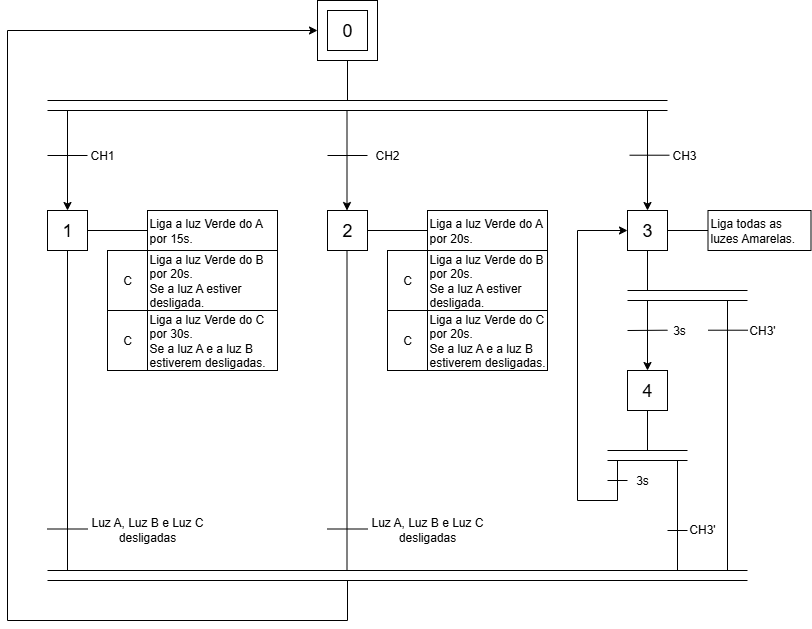 0
CH1
CH2
CH3
1
Liga a luz Verde do A
por 15s.
C
Liga a luz Verde do B
por 20s.
Se a luz A estiver
desligada.
C
Liga a luz Verde do C
por 30s.
Se a luz A e a luz B
estiverem desligadas.
2
Liga a luz Verde do A
por 20s.
C
Liga a luz Verde do B
por 20s.
Se a luz A estiver
desligada.
C
Liga a luz Verde do C
por 20s.
Se a luz A e a luz B
estiverem desligadas.
3
Liga todas as
luzes Amarelas.
3s
CH3'
4
3s
CH3'
Luz A, Luz B e Luz C
desligadas
Luz A, Luz B e Luz C
desligadas